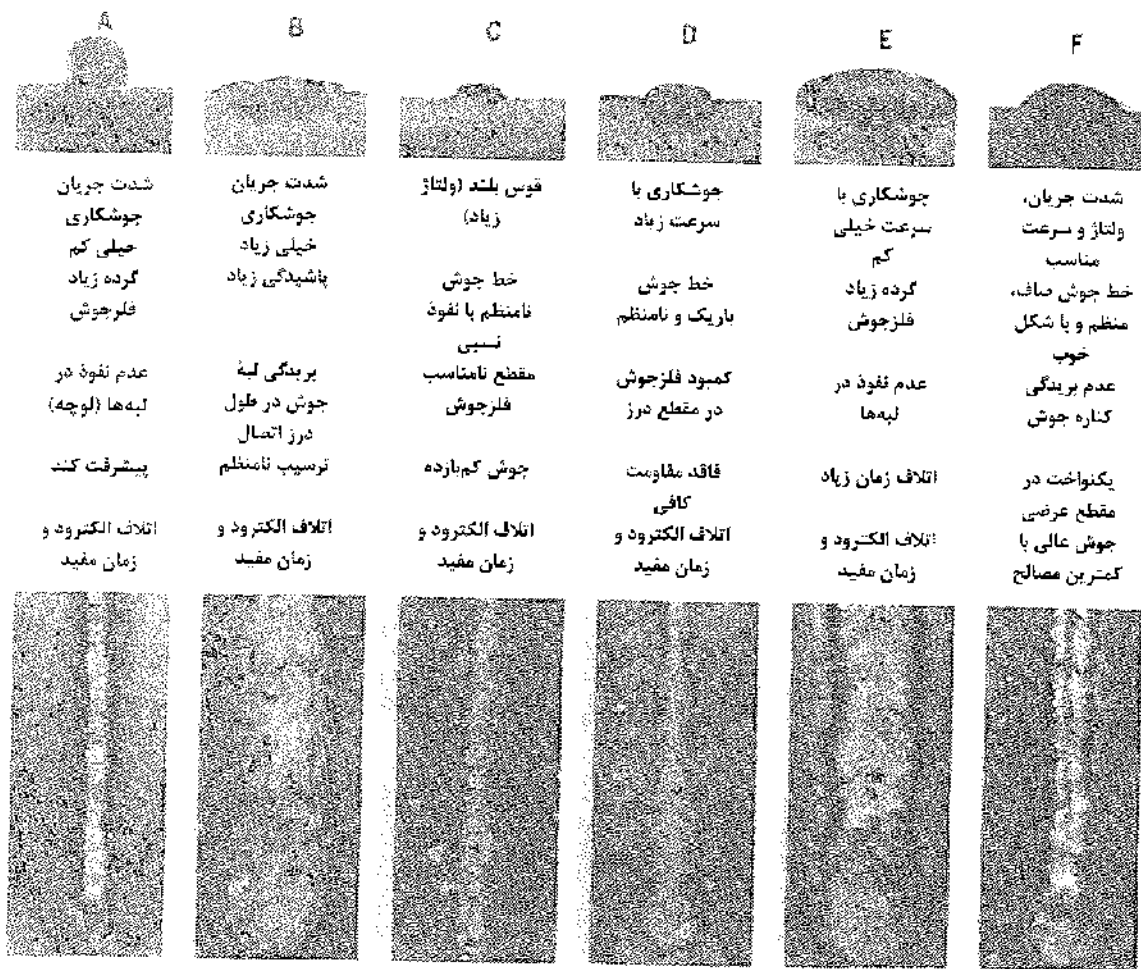 A
شدت جریان
جوشکاری
خیلی کم
گرده زیاد
فلزجوش
عدم نفوذ در
لبه‌ها (لوچه)
پیشرفت کند
اتلاف الکترود و
زمان مفید
B
شدت جریان
جوشکاری
خیلی زیاد
پاشیدگی زیاد
بریدگی لبهٔ
جوش در طول
درز اتصال
ترسیب نامنظم
اتلاف الکترود و
زمان مفید
C
قوس بلند (ولتاژ
زیاد)
خط جوش
نامنظم با نفوذ
نسبی
مقطع نامناسب
فلزجوش
جوش کم‌بازده
اتلاف الکترود و
زمان مفید
D
جوشکاری با
سرعت زیاد
خط جوش
باریک و نامنظم
کمبود فلزجوش
در مقطع درز
فاقد مقاومت
کافی
اتلاف الکترود و
زمان مفید
E
جوشکاری با
سرعت خیلی
کم
گرده زیاد
فلزجوش
عدم نفوذ در
لبه‌ها
اتلاف زمان زیاد
اتلاف الکترود و
زمان مفید
F
شدت جریان،
ولتاژ و سرعت
مناسب
خط جوش صاف،
منظم و با شکل
خوب
عدم بریدگی
کناره جوش
یکنواخت در
مقطع عرضی
جوش عالی با
کمترین مصالح